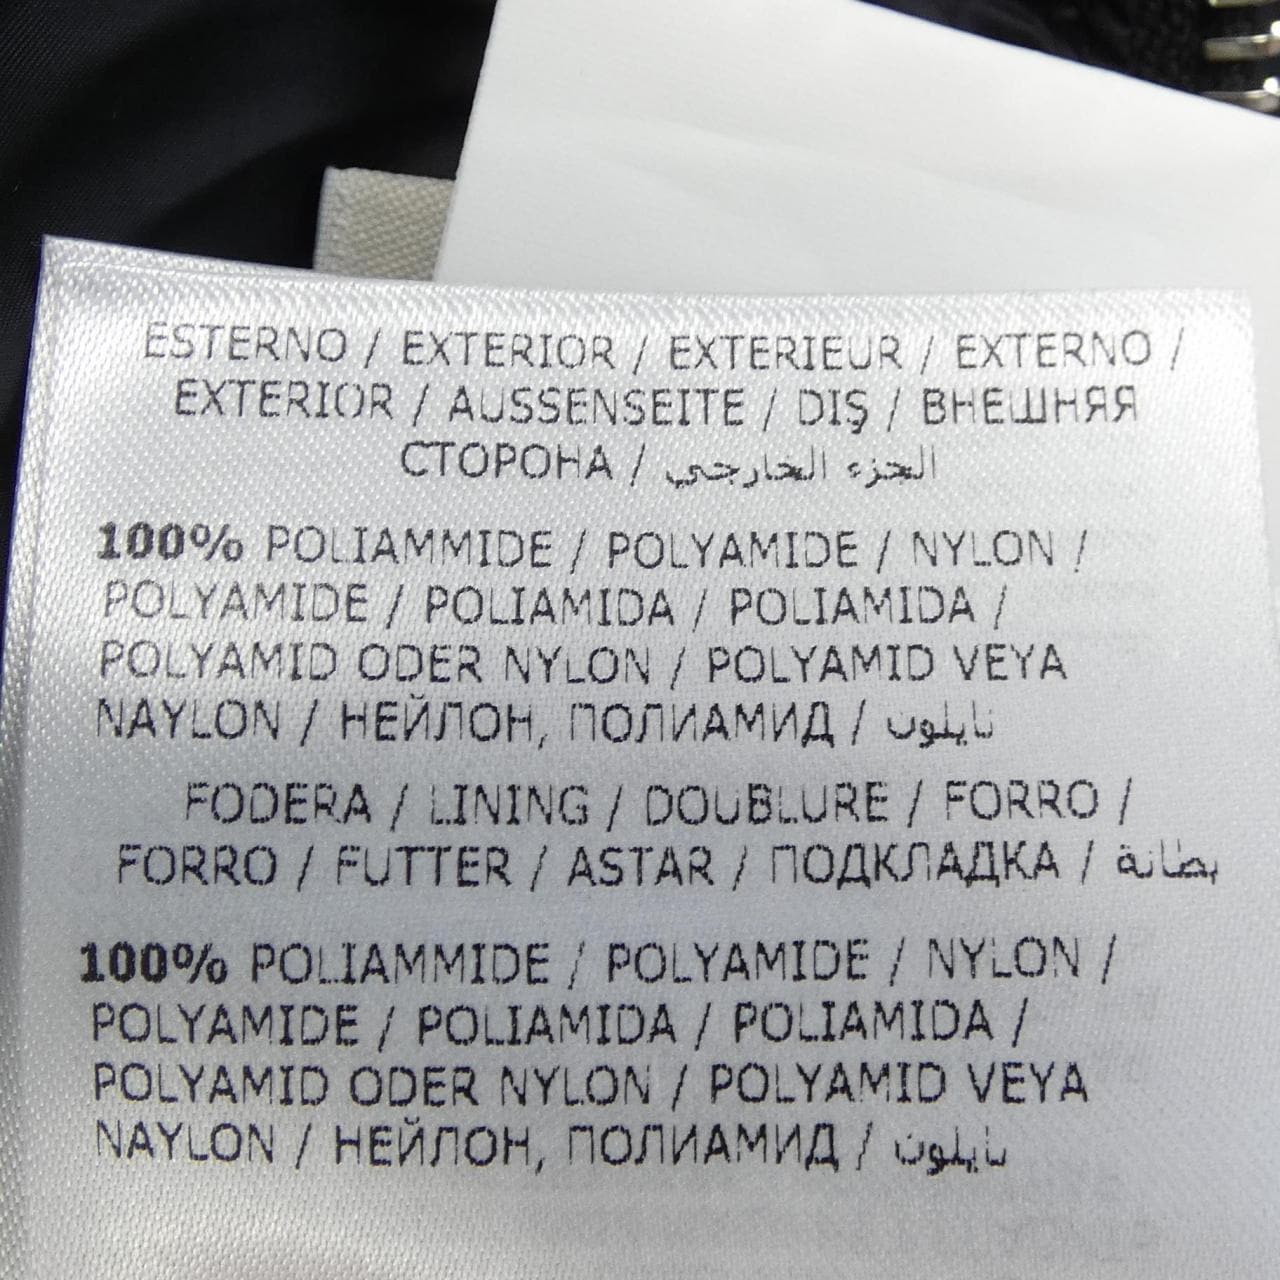 ESTERNO / EXTERIOR / EXTERIEUR / EXTERNO /
EXTERIOR / AUSSENSEITE / DIŞ / ВНЕШНЯЯ
СТОРОНА / الجزء الخارجي
100% POLIAMMIDE / POLYAMIDE / NYLON /
POLYAMIDE / POLIAMIDA / POLIAMIDA /
POLYAMID ODER NYLON / POLYAMID VEYA
NAYLON / НЕЙЛОН, ПОЛИАМИД / نايلون
FODERA / LINING / DOUBLURE / FORRO /
FORRO / FUTTER / ASTAR / ПОДКЛАДКА / بطانة
100% POLIAMMIDE / POLYAMIDE / NYLON /
POLYAMIDE / POLIAMIDA / POLIAMIDA /
POLYAMID ODER NYLON / POLYAMID VEYA
NAYLON / НЕЙЛОН, ПОЛИАМИД / نايلون